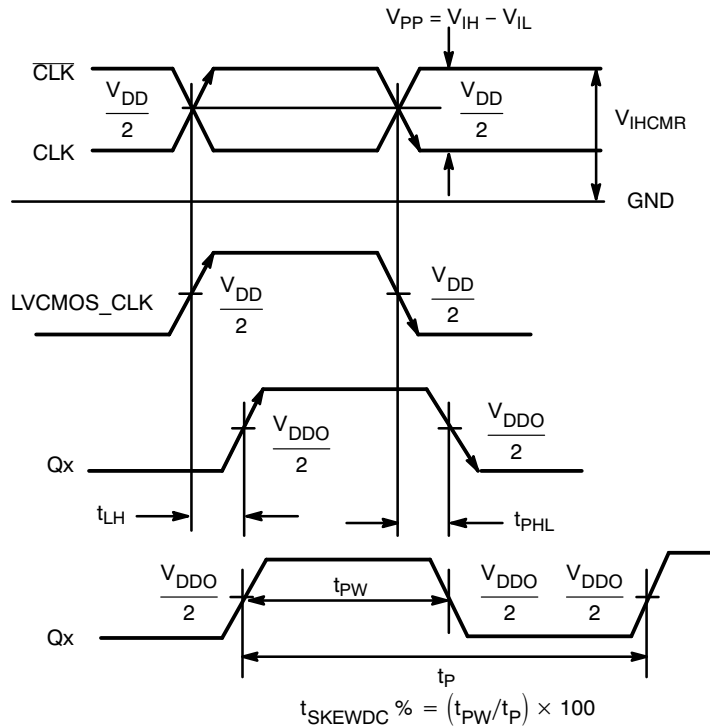 V_PP = V_IH − V_IL
C̅L̅K̅
V_DD/2
V_DD/2
V_IHCMR
CLK
GND
LVCMOS_CLK
V_DD/2
V_DD/2
Qx
V_DDO/2
V_DDO/2
t_LH
t_PHL
V_DDO/2
t_PW
V_DDO/2
V_DDO/2
Qx
t_P
t_SKEWDC % = (t_PW/t_P) × 100